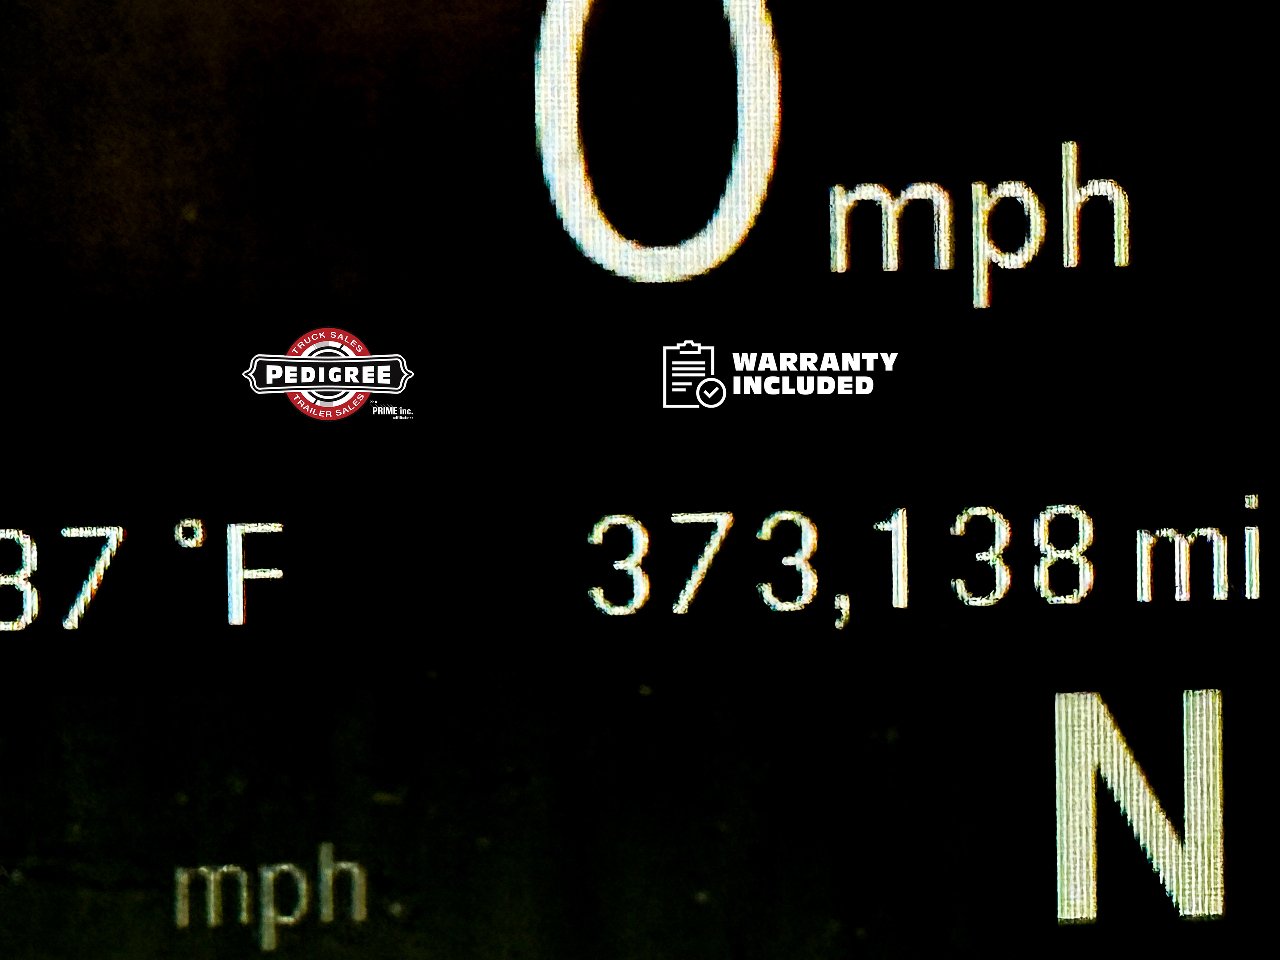 0 mph
TRUCK SALES
PEDIGREE
TRAILER SALES
PRIME inc.
WARRANTY
INCLUDED
37 °F 373,138 mi
N
mph